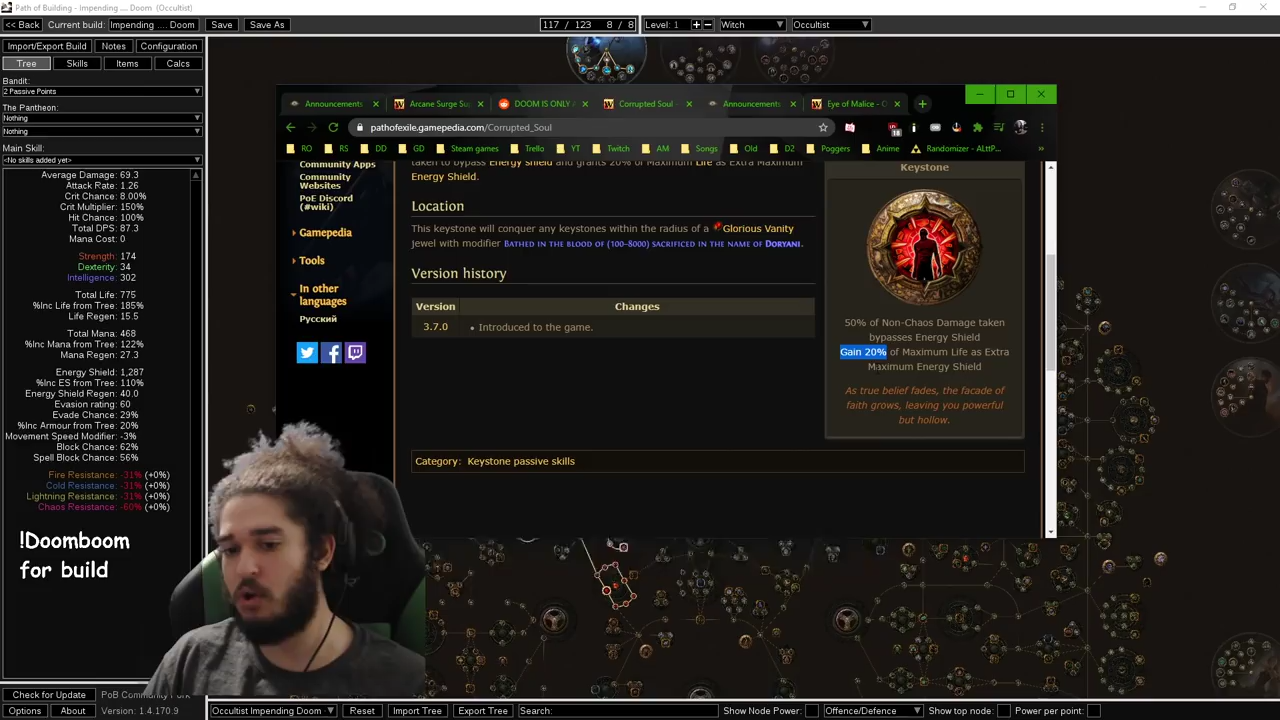 Path of Building - Impending .... Doom (Occultist)
<< Back
Current build: Impending .... Doom
Save
Save As
117 / 123 8 / 8
Level: 1
+
−
Witch
Occultist
Import/Export Build
Notes
Configuration
Tree
Skills
Items
Calcs
Bandit:
2 Passive Points
The Pantheon:
Nothing
Nothing
Main Skill:
<No skills added yet>
Average Damage: 69.3
Attack Rate: 1.26
Crit Chance: 8.00%
Crit Multiplier: 150%
Hit Chance: 100%
Total DPS: 87.3
Mana Cost: 0
Strength: 174
Dexterity: 34
Intelligence: 302
Total Life: 775
%Inc Life from Tree: 185%
Life Regen: 15.5
Total Mana: 468
%Inc Mana from Tree: 122%
Mana Regen: 27.3
Energy Shield: 1,287
%Inc ES from Tree: 110%
Energy Shield Regen: 40.0
Evasion rating: 60
Evade Chance: 29%
%Inc Armour from Tree: 20%
Movement Speed Modifier: -3%
Block Chance: 62%
Spell Block Chance: 56%
Fire Resistance: -31% (+0%)
Cold Resistance: -31% (+0%)
Lightning Resistance: -31% (+0%)
Chaos Resistance: -60% (+0%)
!Doomboom
for build
Announcements
Arcane Surge Su
DOOM IS ONLY A
Corrupted Soul -
Announcements
Eye of Malice - O
pathofexile.gamepedia.com/Corrupted_Soul
18
RO
RS
DD
GD
Steam games
Trello
YT
Twitch
AM
Songs
Old
D2
Poggers
Anime
Randomizer - ALttP...
»
Community Apps
Community
Websites
PoE Discord
(#wiki)
Gamepedia
Tools
In other
languages
Русский
taken to bypass Energy Shield and grants 20% of Maximum Life as Extra Maximum
Energy Shield.
Location
This keystone will conquer any keystones within the radius of a Glorious Vanity
jewel with modifier Bathed in the blood of (100–8000) sacrificed in the name of Doryani.
Version history
Version Changes
3.7.0 • Introduced to the game.
Category: Keystone passive skills
Keystone
50% of Non-Chaos Damage taken
bypasses Energy Shield
Gain 20% of Maximum Life as Extra
Maximum Energy Shield
As true belief fades, the facade of
faith grows, leaving you powerful
but hollow.
Check for Update
PoB Community Fork
Options
About
Version: 1.4.170.9
Occultist Impending Doom
Reset
Import Tree
Export Tree
Search:
Show Node Power:
Offence/Defence
Show top node:
Power per point: